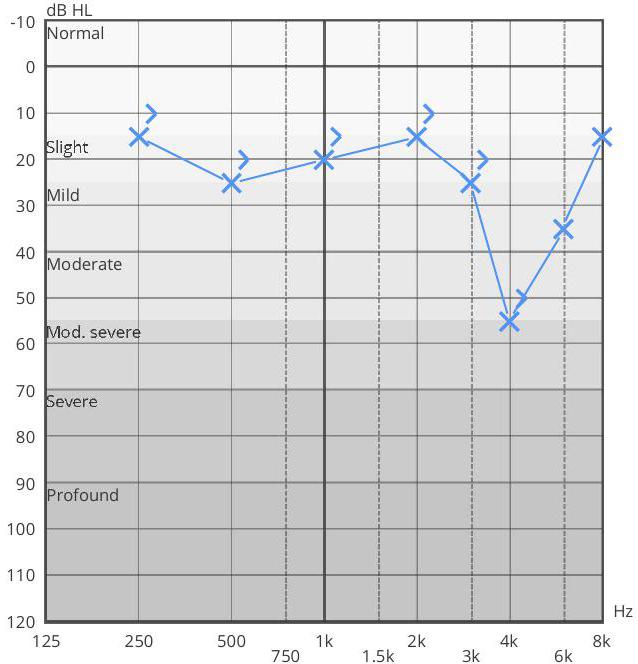 dB HL
-10
Normal
0
10
Slight
20
Mild
30
40
Moderate
50
Mod. severe
60
70
Severe
80
90
Profound
100
110
120
Hz
125 250 500 1k 2k 4k 8k
750 1.5k 3k 6k